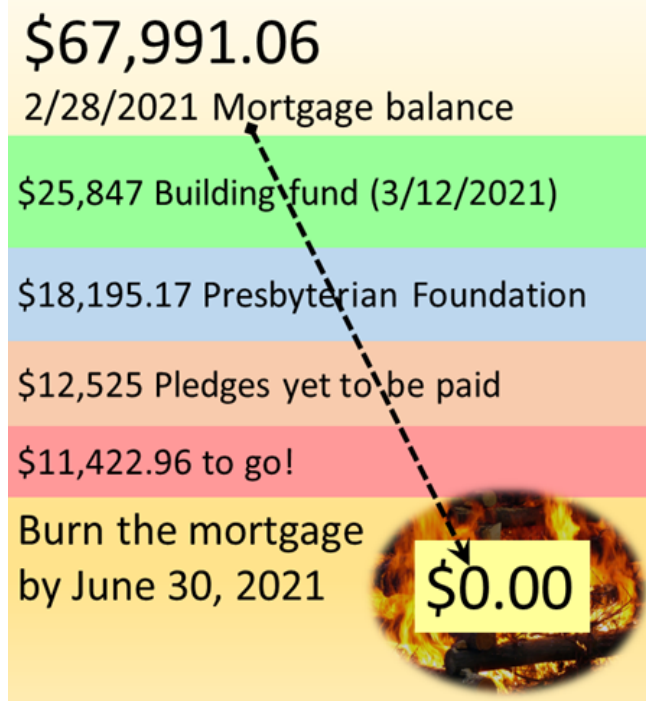 $67,991.06
2/28/2021 Mortgage balance
$25,847 Building fund (3/12/2021)
$18,195.17 Presbyterian Foundation
$12,525 Pledges yet to be paid
$11,422.96 to go!
Burn the mortgage
by June 30, 2021
$0.00